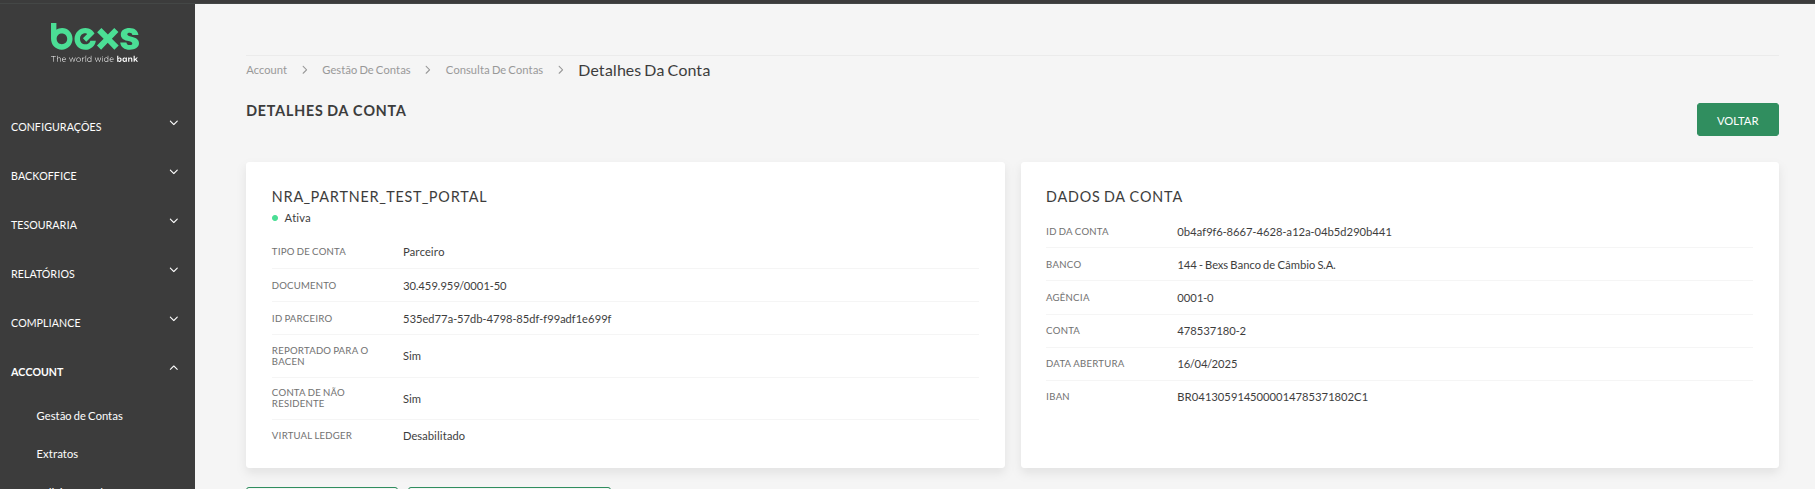 bexs
The world wide bank
CONFIGURAÇÕES
BACKOFFICE
TESOURARIA
RELATÓRIOS
COMPLIANCE
ACCOUNT
Gestão de Contas
Extratos
Account > Gestão De Contas > Consulta De Contas > Detalhes Da Conta
DETALHES DA CONTA
VOLTAR
NRA_PARTNER_TEST_PORTAL
Ativa
TIPO DE CONTA Parceiro
DOCUMENTO 30.459.959/0001-50
ID PARCEIRO 535ed77a-57db-4798-85df-f99adf1e699f
REPORTADO PARA O
BACEN Sim
CONTA DE NÃO
RESIDENTE Sim
VIRTUAL LEDGER Desabilitado
DADOS DA CONTA
ID DA CONTA 0b4af9f6-8667-4628-a12a-04b5d290b441
BANCO 144 - Bexs Banco de Câmbio S.A.
AGÊNCIA 0001-0
CONTA 478537180-2
DATA ABERTURA 16/04/2025
IBAN BR0413059145000014785371802C1